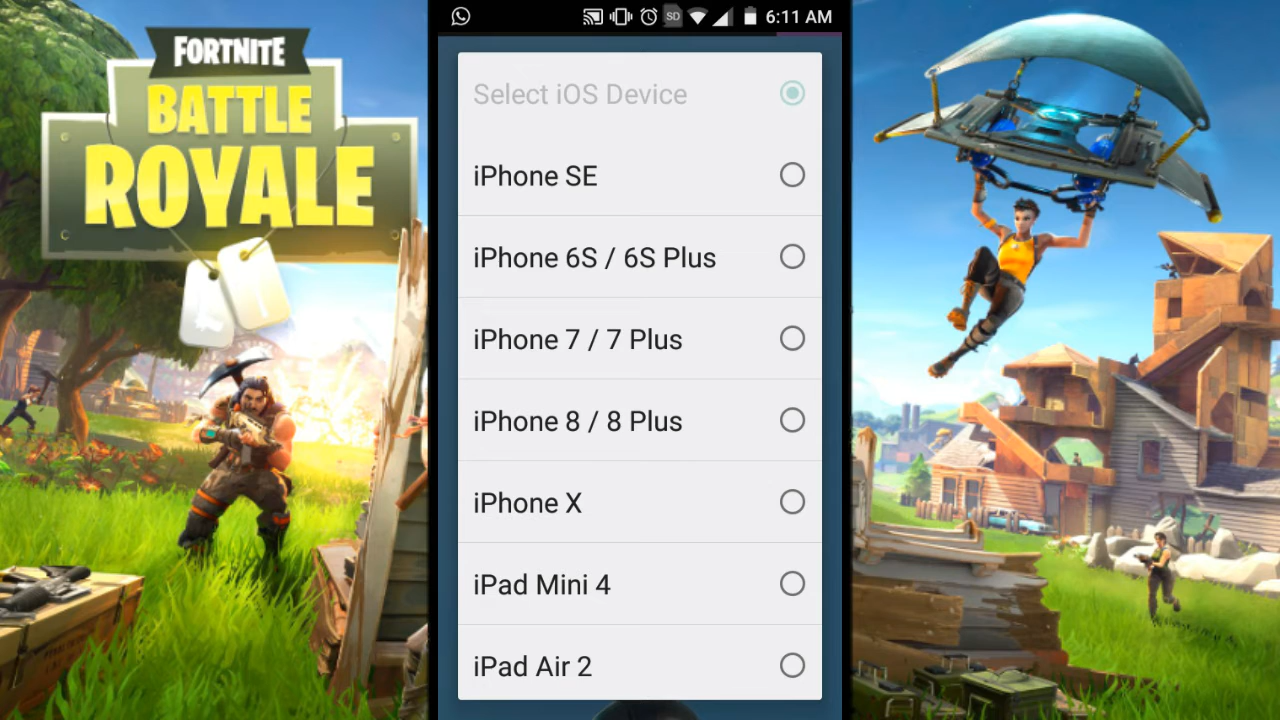 FORTNITE
BATTLE
ROYALE
SD
6:11 AM
Select iOS Device
iPhone SE
iPhone 6S / 6S Plus
iPhone 7 / 7 Plus
iPhone 8 / 8 Plus
iPhone X
iPad Mini 4
iPad Air 2